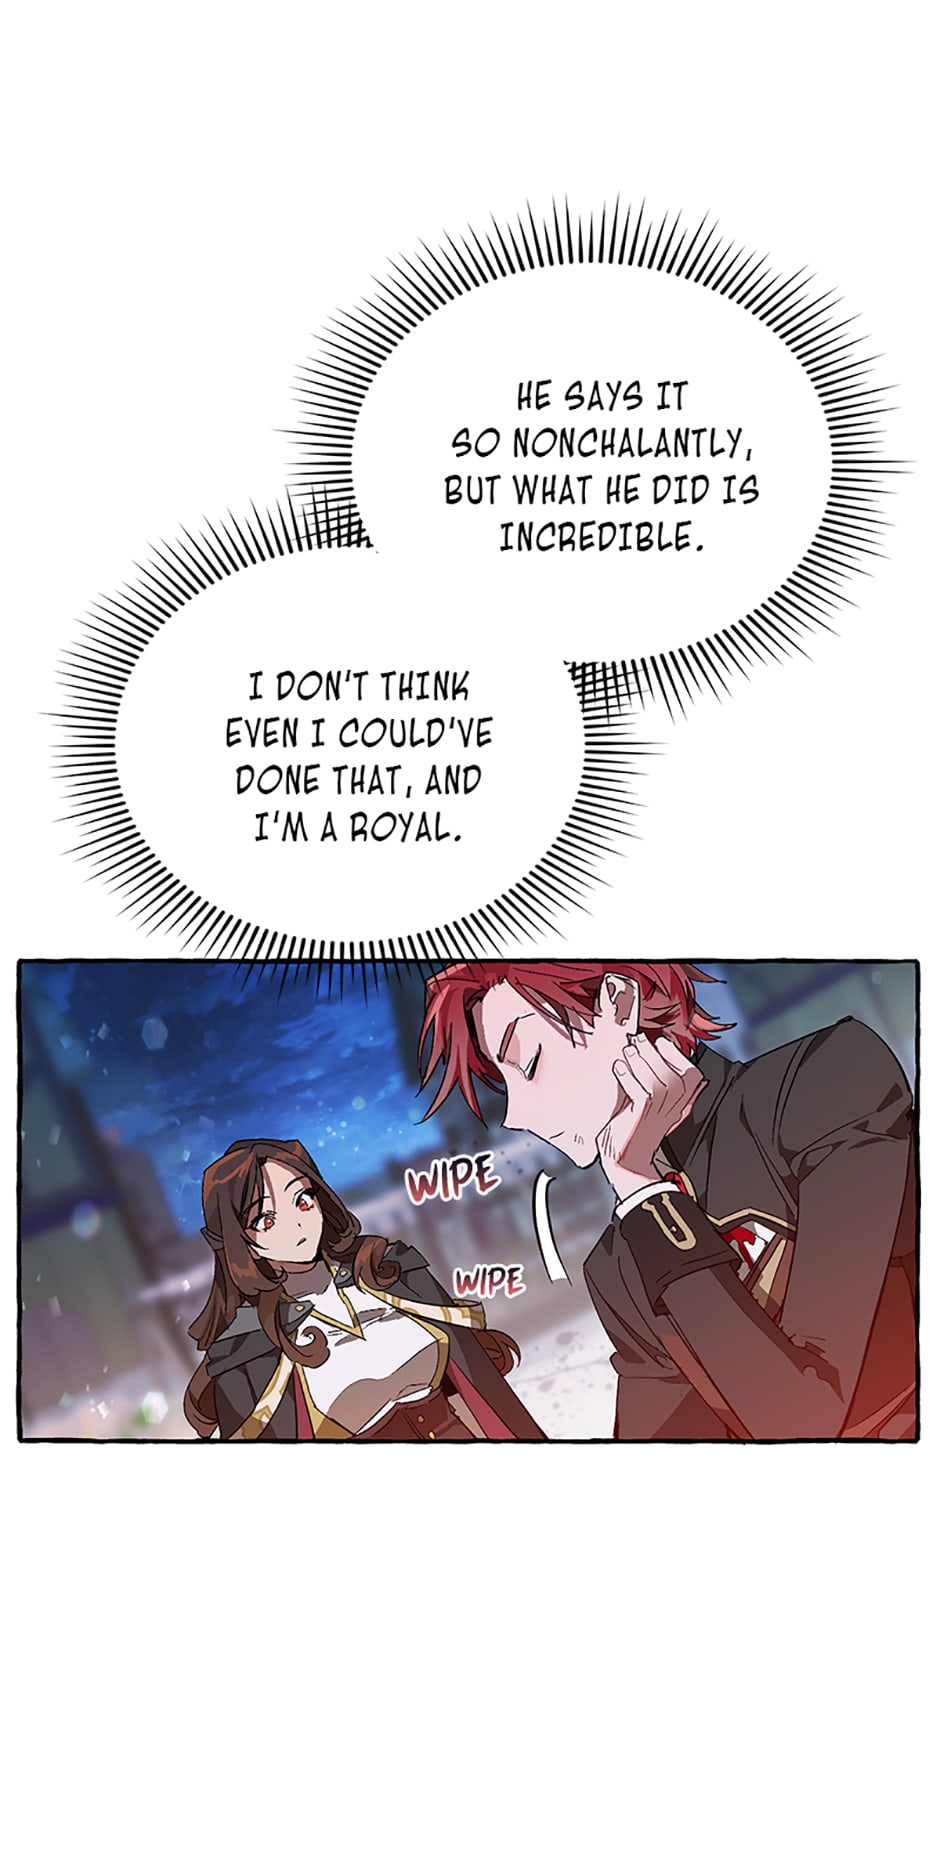 HE SAYS IT
SO NONCHALANTLY,
BUT WHAT HE DID IS
INCREDIBLE.
I DON'T THINK
EVEN I COULD'VE
DONE THAT, AND
I'M A ROYAL.
WIPE
WIPE